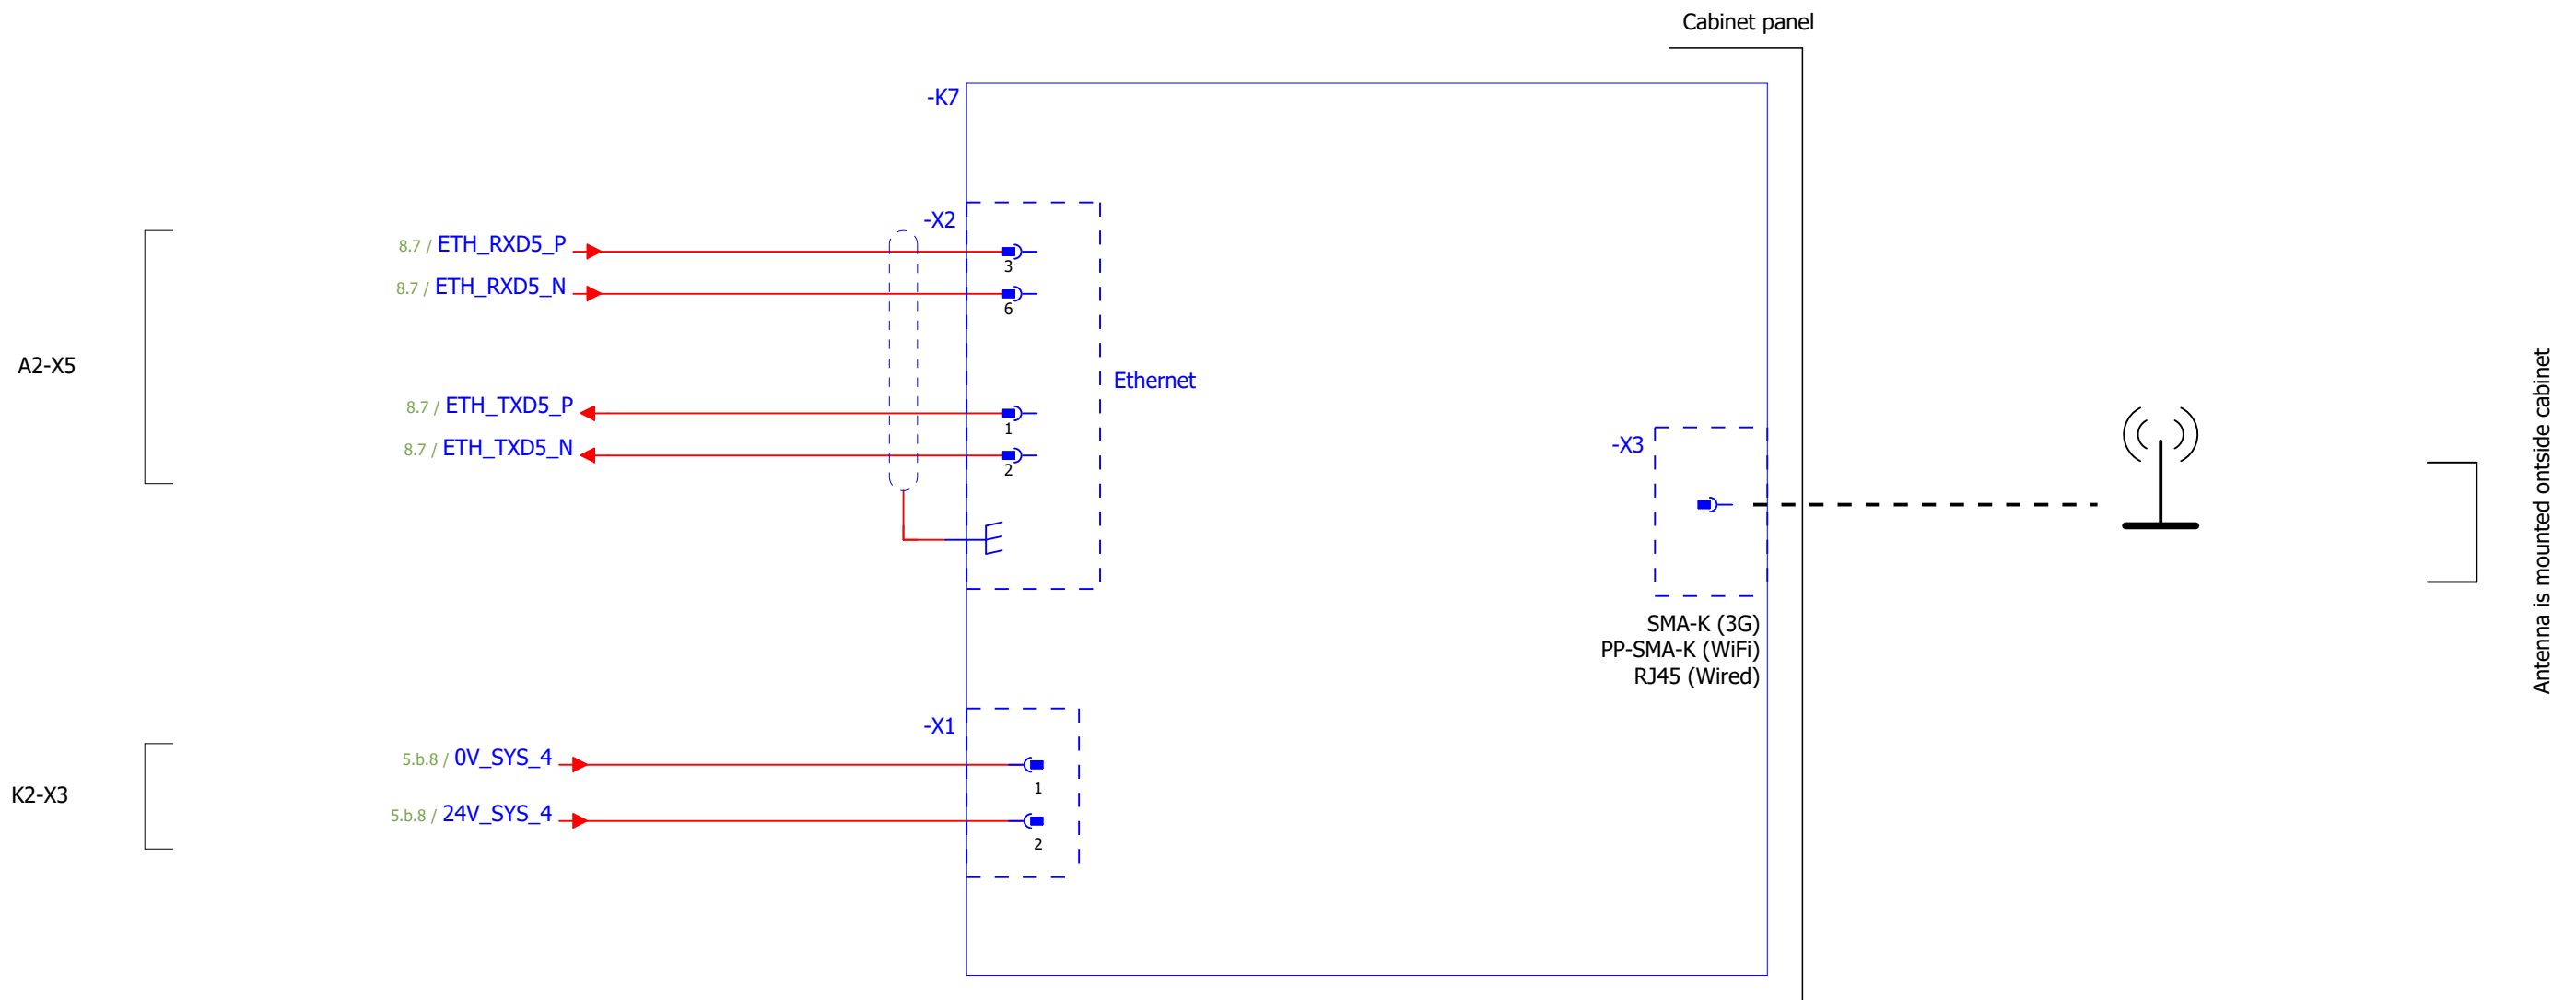 Cabinet panel
-K7
-X2
8.7 / ETH_RXD5_P
3
8.7 / ETH_RXD5_N
6
A2-X5
Ethernet
8.7 / ETH_TXD5_P
1
8.7 / ETH_TXD5_N
2
-X3
Antenna is mounted ontside cabinet
SMA-K (3G)
PP-SMA-K (WiFi)
RJ45 (Wired)
-X1
5.b.8 / 0V_SYS_4
1
K2-X3
5.b.8 / 24V_SYS_4
2